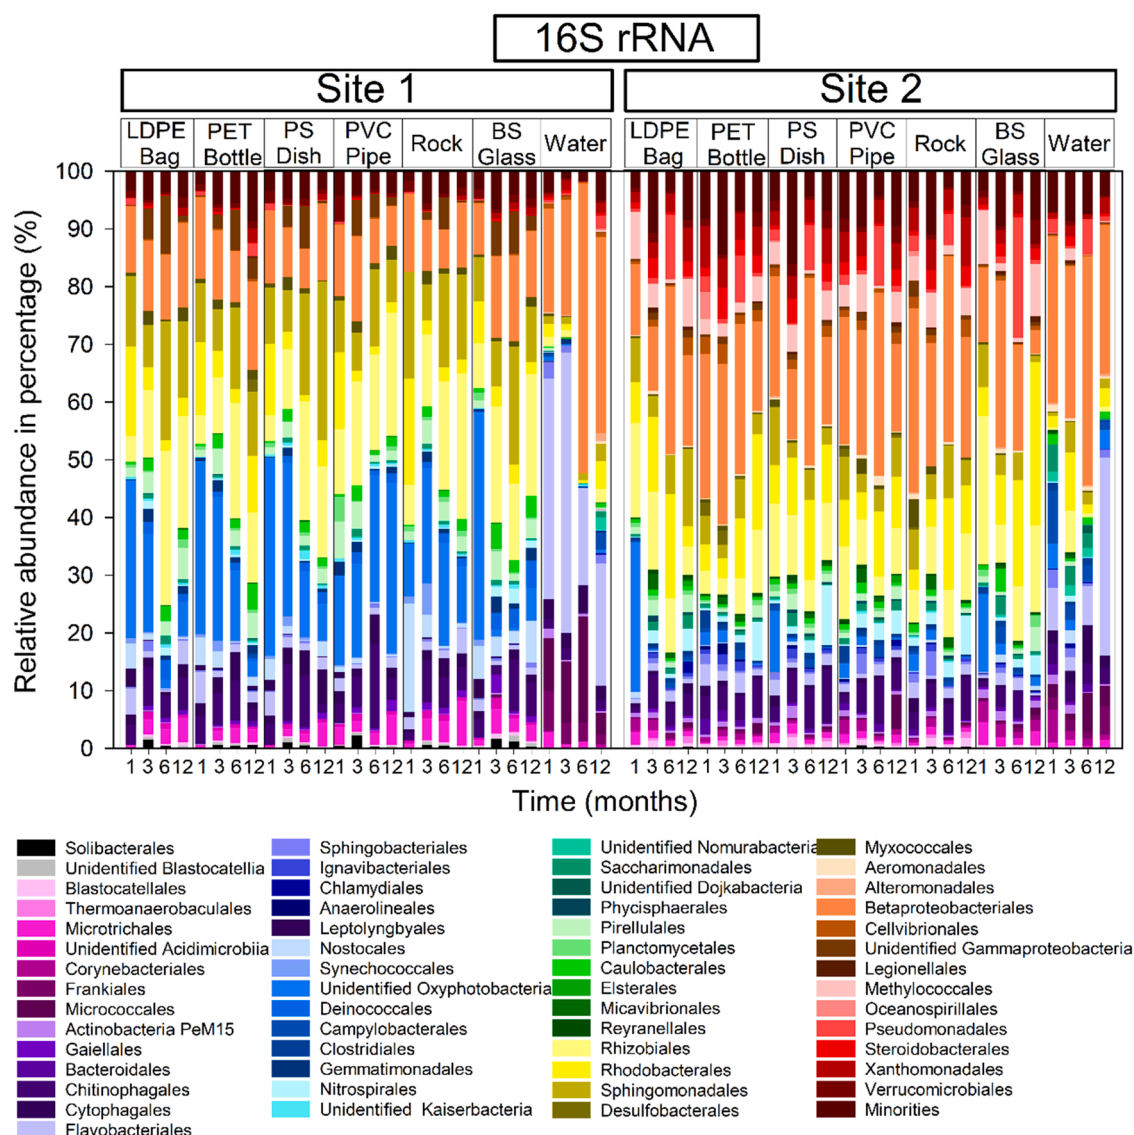 16S rRNA
Site 1 Site 2
LDPE Bag PET Bottle PS Dish PVC Pipe Rock BS Glass Water LDPE Bag PET Bottle PS Dish PVC Pipe Rock BS Glass Water
Relative abundance in percentage (%)
100
90
80
70
60
50
40
30
20
10
0
1 3 6 12 1 3 6 12 1 3 6 12 1 3 6 12 1 3 6 12 1 3 6 12 1 3 6 12 1 3 6 12 1 3 6 12 1 3 6 12 1 3 6 12 1 3 6 12 1 3 6 12 1 3 6 12
Time (months)
Solibacterales
Unidentified Blastocatellia
Blastocatellales
Thermoanaerobaculales
Microtrichales
Unidentified Acidimicrobiia
Corynebacteriales
Frankiales
Micrococcales
Actinobacteria PeM15
Gaiellales
Bacteroidales
Chitinophagales
Cytophagales
Flavobacteriales
Sphingobacteriales
Ignavibacteriales
Chlamydiales
Anaerolineales
Leptolyngbyales
Nostocales
Synechococcales
Unidentified Oxyphotobacteria
Deinococcales
Campylobacterales
Clostridiales
Gemmatimonadales
Nitrospirales
Unidentified Kaiserbacteria
Unidentified Nomurabacteria
Saccharimonadales
Unidentified Dojkabacteria
Phycisphaerales
Pirellulales
Planctomycetales
Caulobacterales
Elsterales
Micavibrionales
Reyranellales
Rhizobiales
Rhodobacterales
Sphingomonadales
Desulfobacterales
Myxococcales
Aeromonadales
Alteromonadales
Betaproteobacteriales
Cellvibrionales
Unidentified Gammaproteobacteria
Legionellales
Methylococcales
Oceanospirillales
Pseudomonadales
Steroidobacterales
Xanthomonadales
Verrucomicrobiales
Minorities